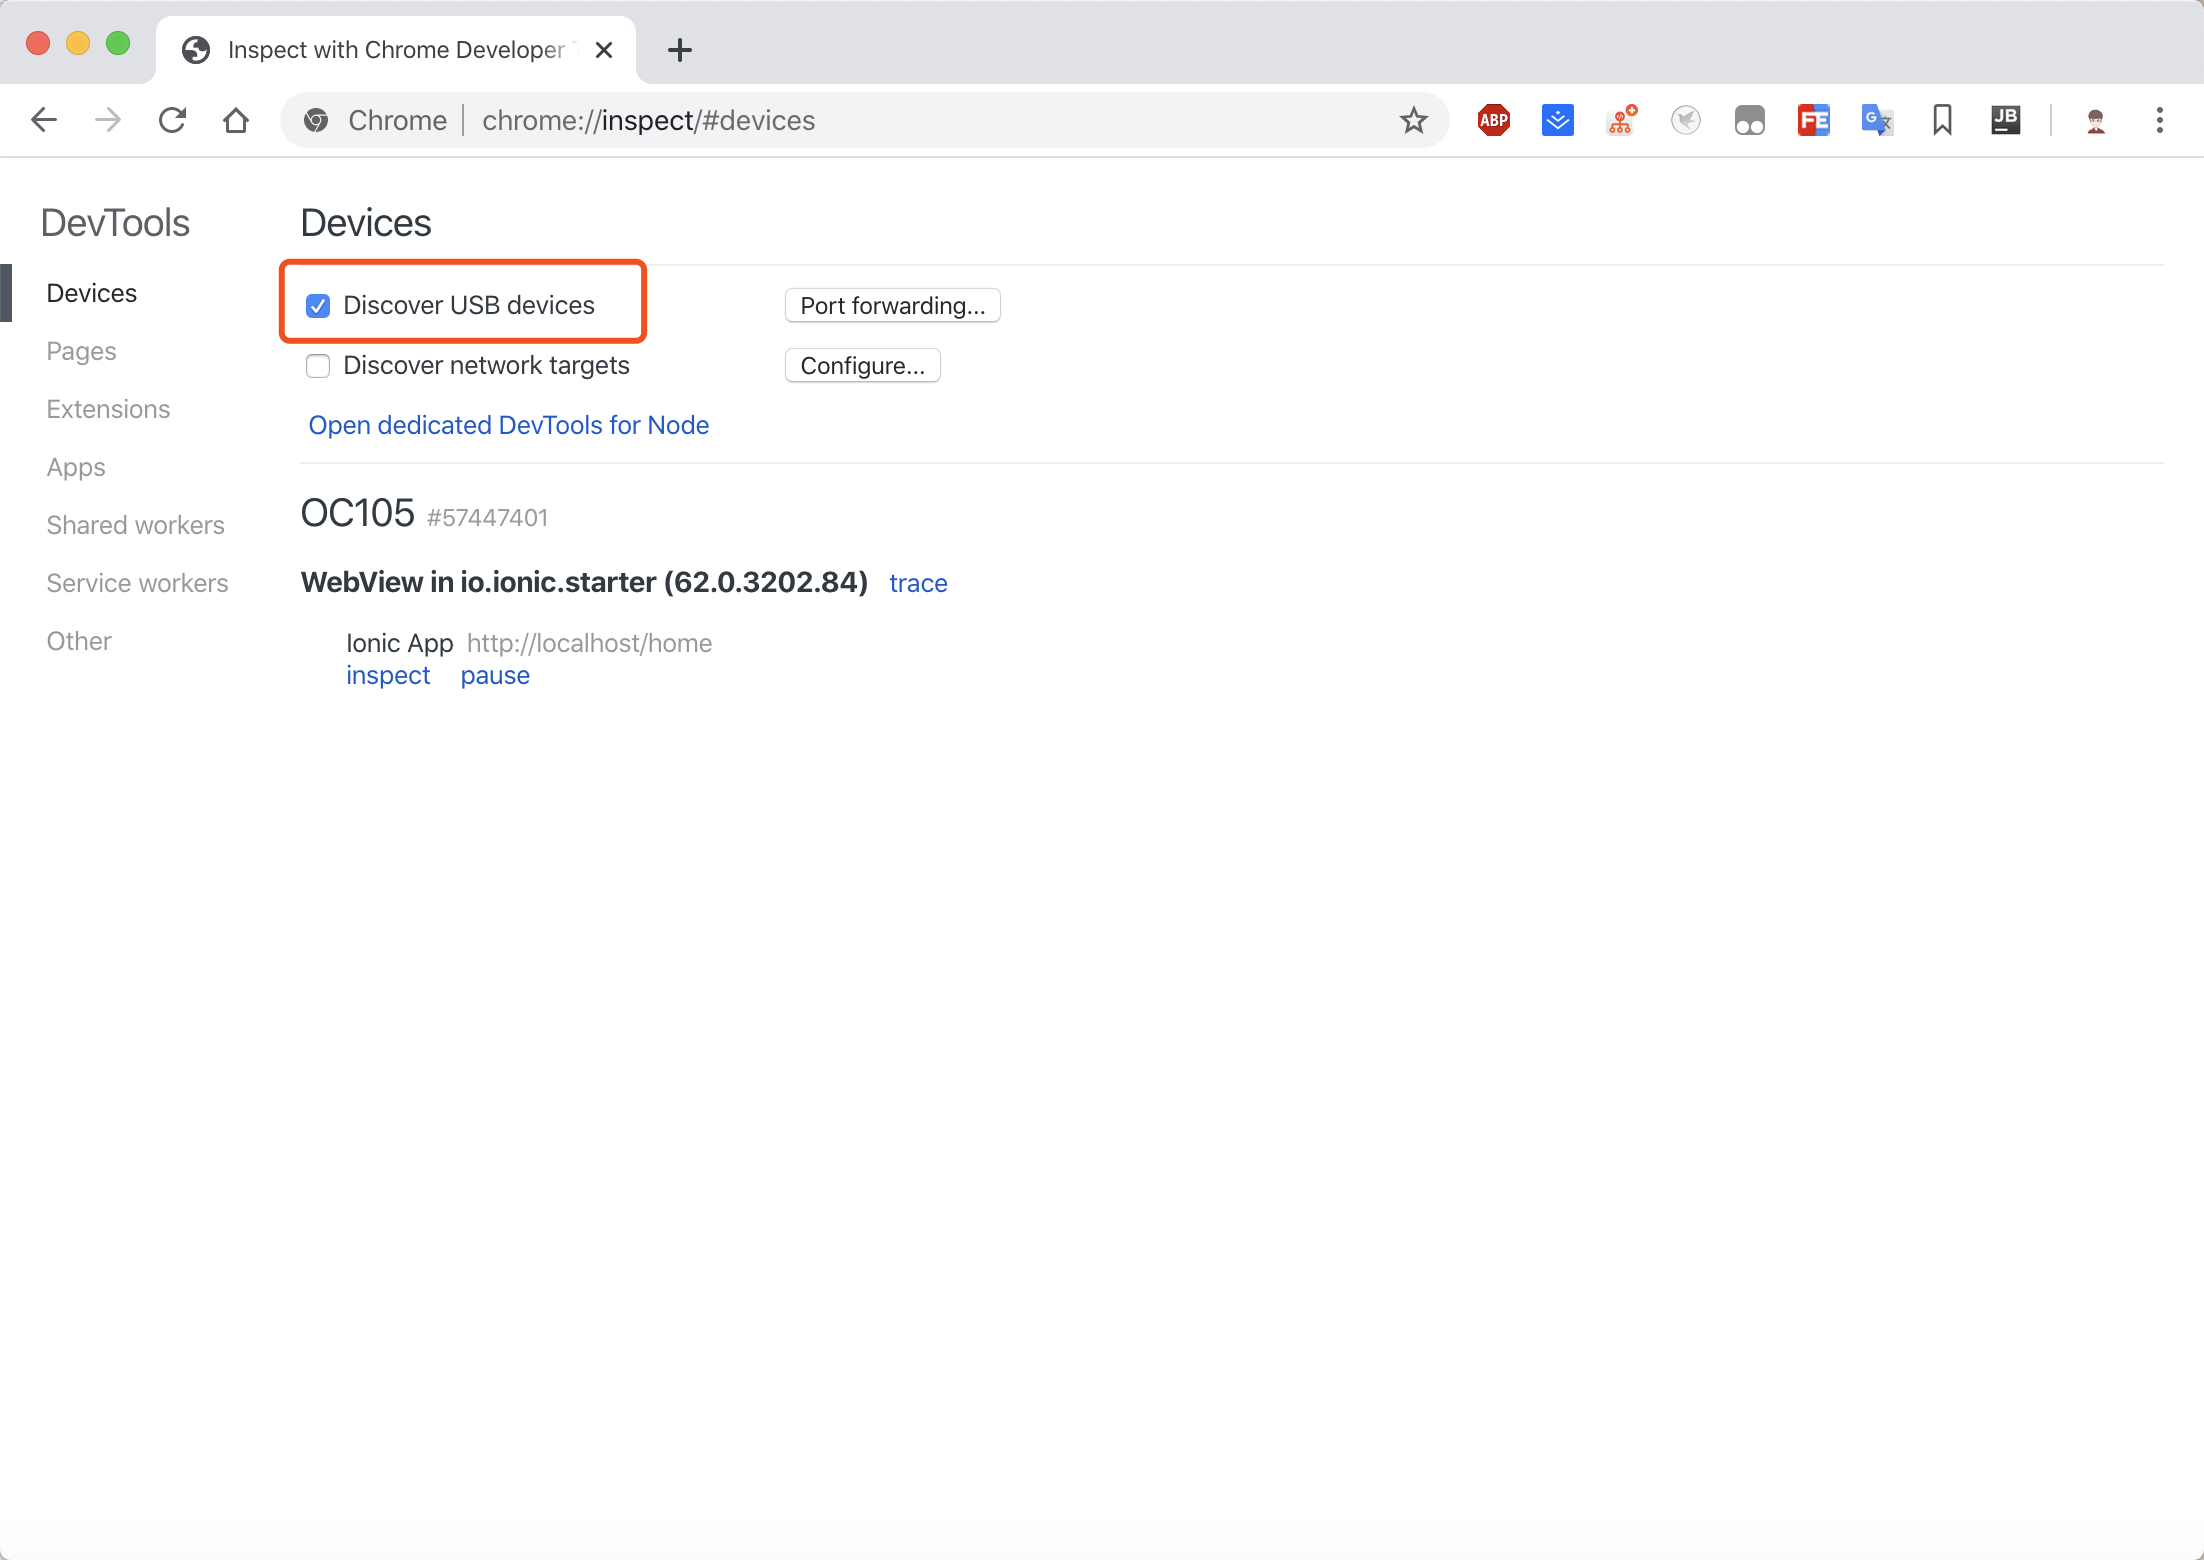 Inspect with Chrome Developer
Chrome | chrome://inspect/#devices
ABP
FE
G
JB
DevTools
Devices
Pages
Extensions
Apps
Shared workers
Service workers
Other
Devices
Discover USB devices
Port forwarding...
Discover network targets
Configure...
Open dedicated DevTools for Node
OC105 #57447401
WebView in io.ionic.starter (62.0.3202.84) trace
Ionic App http://localhost/home
inspect pause